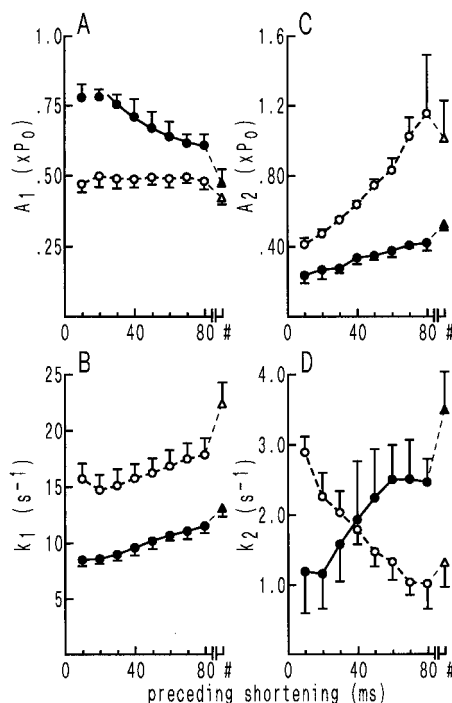 A
1.0
.75
.50
.25
A1 (xP0)
0 40 80 #
C
1.6
1.2
.80
.40
A2 (xP0)
0 40 80 #
B
25
20
15
10
5
k1 (s−1)
0 40 80 #
D
4.0
3.0
2.0
1.0
k2 (s−1)
0 40 80 #
preceding shortening (ms)